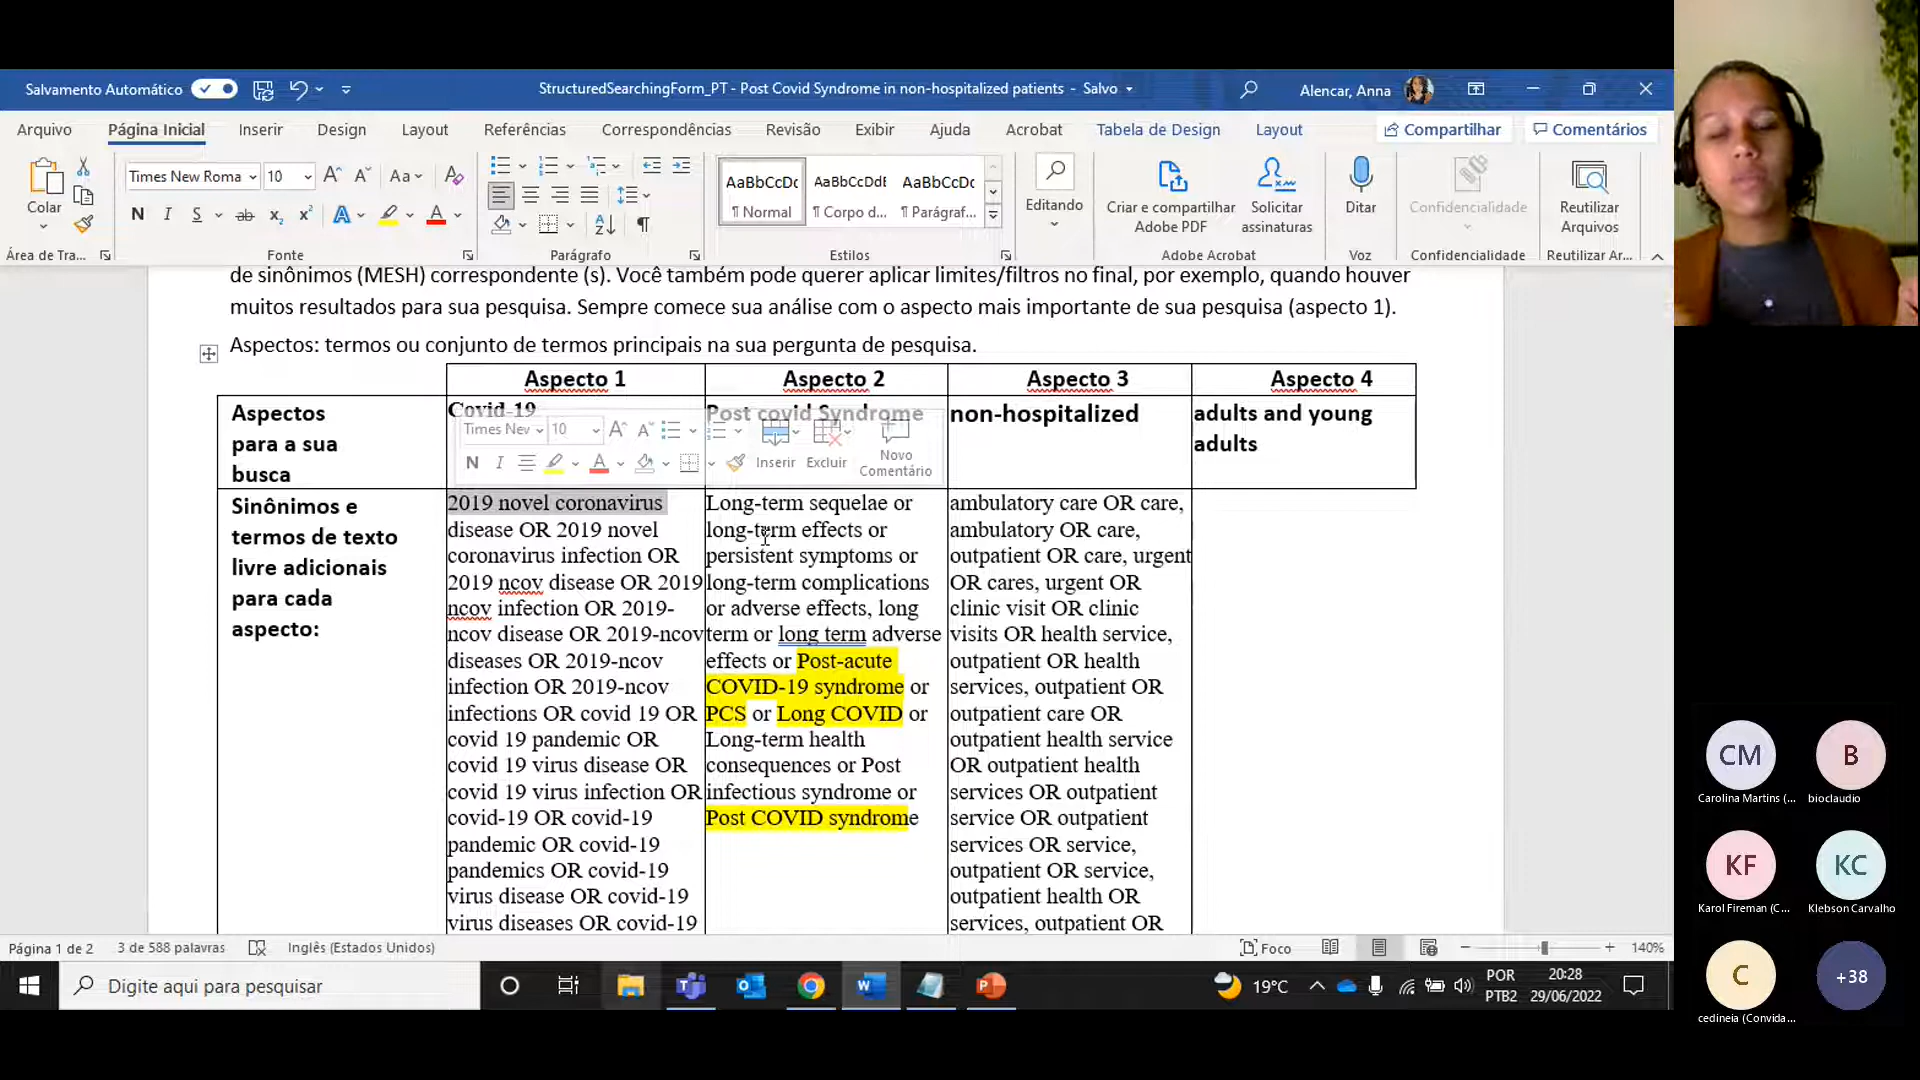 Salvamento Automático
StructuredSearchingForm_PT - Post Covid Syndrome in non-hospitalized patients - Salvo
Alencar, Anna
Arquivo Página Inicial Inserir Design Layout Referências Correspondências Revisão Exibir Ajuda Acrobat Tabela de Design Layout
Compartilhar
Comentários
Colar
Times New Roma 10
Aa
N I S ab x₂ x² A A
AaBbCcDc AaBbCcDdE AaBbCcDc
¶ Normal ¶ Corpo d... ¶ Parágraf...
Editando
Criar e compartilhar Adobe PDF
Solicitar assinaturas
Ditar
Confidencialidade
Reutilizar Arquivos
Área de Tra... Fonte Parágrafo Estilos Adobe Acrobat Voz Confidencialidade Reutilizar Ar...
de sinônimos (MESH) correspondente (s). Você também pode querer aplicar limites/filtros no final, por exemplo, quando houver
muitos resultados para sua pesquisa. Sempre comece sua análise com o aspecto mais importante de sua pesquisa (aspecto 1).
Aspectos: termos ou conjunto de termos principais na sua pergunta de pesquisa.
Aspecto 1 Aspecto 2 Aspecto 3 Aspecto 4
Aspectos
para a sua
busca
Covid-19
Post covid Syndrome
non-hospitalized
adults and young
adults
Times Nev 10
N I A
Inserir Excluir
Novo
Comentário
Sinônimos e
termos de texto
livre adicionais
para cada
aspecto:
2019 novel coronavirus
disease OR 2019 novel
coronavirus infection OR
2019 ncov disease OR 2019
ncov infection OR 2019-
ncov disease OR 2019-ncov
diseases OR 2019-ncov
infection OR 2019-ncov
infections OR covid 19 OR
covid 19 pandemic OR
covid 19 virus disease OR
covid 19 virus infection OR
covid-19 OR covid-19
pandemic OR covid-19
pandemics OR covid-19
virus disease OR covid-19
virus diseases OR covid-19
Long-term sequelae or
long-term effects or
persistent symptoms or
long-term complications
or adverse effects, long
term or long term adverse
effects or Post-acute
COVID-19 syndrome or
PCS or Long COVID or
Long-term health
consequences or Post
infectious syndrome or
Post COVID syndrome
ambulatory care OR care,
ambulatory OR care,
outpatient OR care, urgent
OR cares, urgent OR
clinic visit OR clinic
visits OR health service,
outpatient OR health
services, outpatient OR
outpatient care OR
outpatient health service
OR outpatient health
services OR outpatient
service OR outpatient
services OR service,
outpatient OR service,
outpatient health OR
services, outpatient OR
Página 1 de 2 3 de 588 palavras Inglês (Estados Unidos)
Foco
140%
Digite aqui para pesquisar
19°C
POR
PTB2
20:28
29/06/2022
CM
Carolina Martins (...
B
bioclaudio
KF
Karol Fireman (C...
KC
Klebson Carvalho
C
cedineia (Convida...
+38